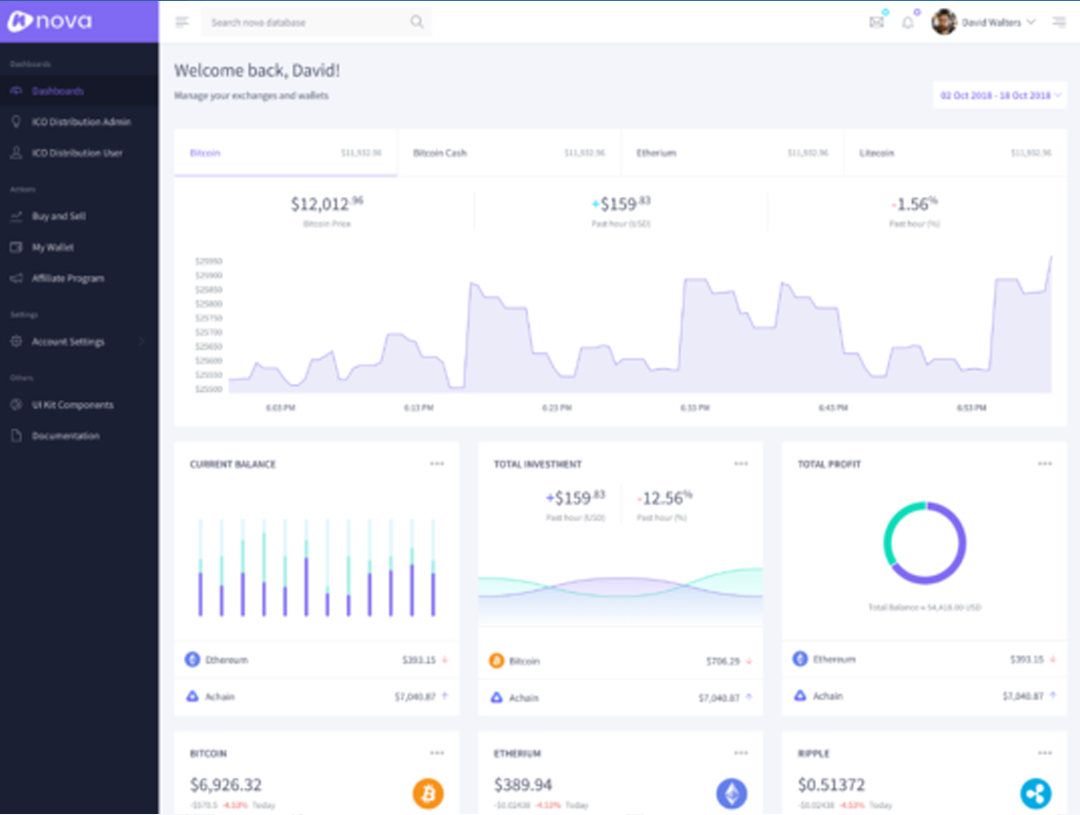 nova
Search nova database
David Walters
Dashboards
Dashboards
ICO Distribution Admin
ICO Distribution User
Actions
Buy and Sell
My Wallet
Affiliate Program
Settings
Account Settings
Others
UI Kit Components
Documentation
Welcome back, David!
Manage your exchanges and wallets
02 Oct 2018 - 18 Oct 2018
Bitcoin $11,932.96 Bitcoin Cash $11,932.96 Etherium $11,932.96 Litecoin $11,932.96
$12,012.96 +$159.83 -1.56%
Bitcoin Price Past hour (USD) Past hour (%)
$25950
$25900
$25850
$25800
$25750
$25700
$25650
$25600
$25550
$25500
6:03 PM 6:13 PM 6:23 PM 6:33 PM 6:43 PM 6:53 PM
CURRENT BALANCE
Ethereum $393.15
Achain $7,040.87
TOTAL INVESTMENT
+$159.83 -12.56%
Past hour (USD) Past hour (%)
Bitcoin $706.29
Achain $7,040.87
TOTAL PROFIT
Total Balance = 54,418.00 USD
Ethereum $393.15
Achain $7,040.87
BITCOIN
$6,926.32
-$578.5 -4.53% Today
ETHERIUM
$389.94
-$0.02438 -4.53% Today
RIPPLE
$0.51372
-$0.02438 -4.53% Today